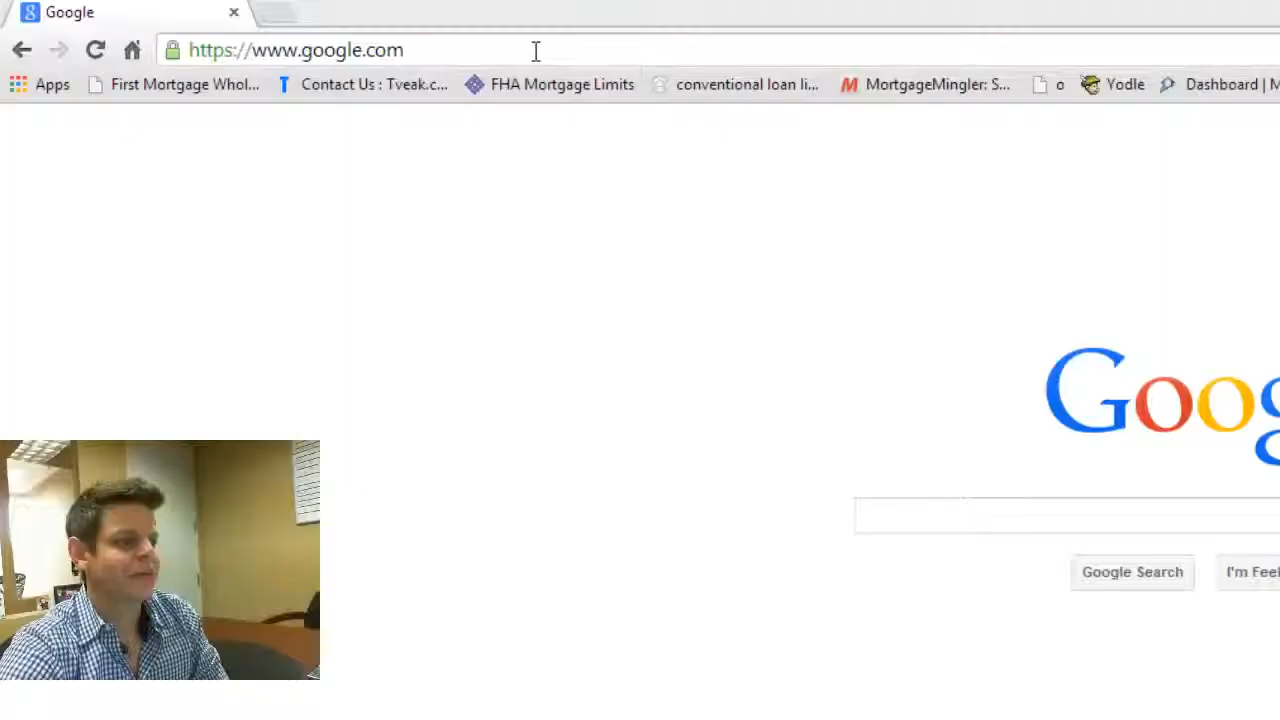 Google
https://www.google.com
Apps First Mortgage Whol... Contact Us : Tweak.c... FHA Mortgage Limits conventional loan li... MortgageMingler: S... o Yodle Dashboard | M
Goog
Google Search I'm Feel